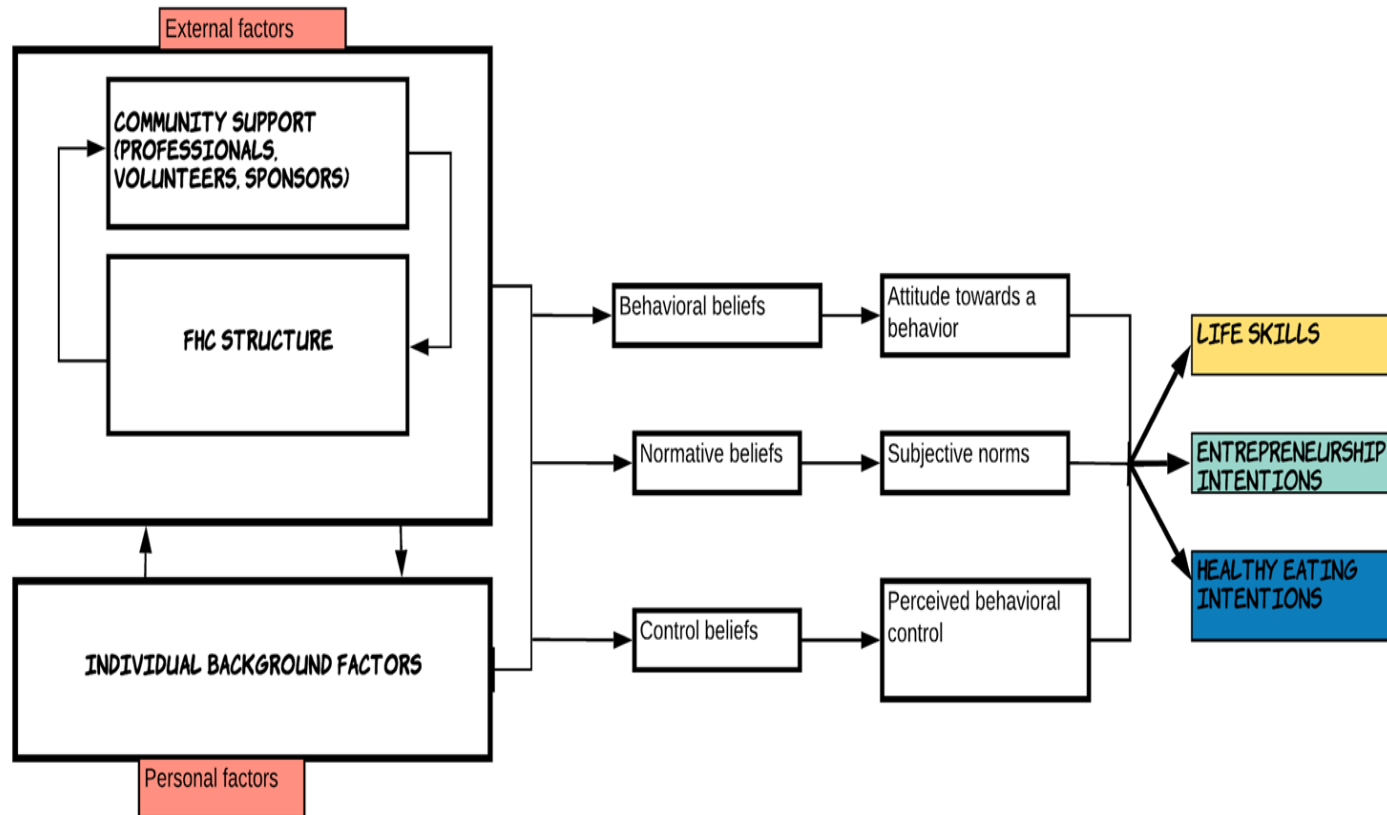 External factors
COMMUNITY SUPPORT
(PROFESSIONALS,
VOLUNTEERS, SPONSORS)
FHC STRUCTURE
INDIVIDUAL BACKGROUND FACTORS
Personal factors
Behavioral beliefs
Normative beliefs
Control beliefs
Attitude towards a
behavior
Subjective norms
Perceived behavioral
control
LIFE SKILLS
ENTREPRENEURSHIP
INTENTIONS
HEALTHY EATING
INTENTIONS